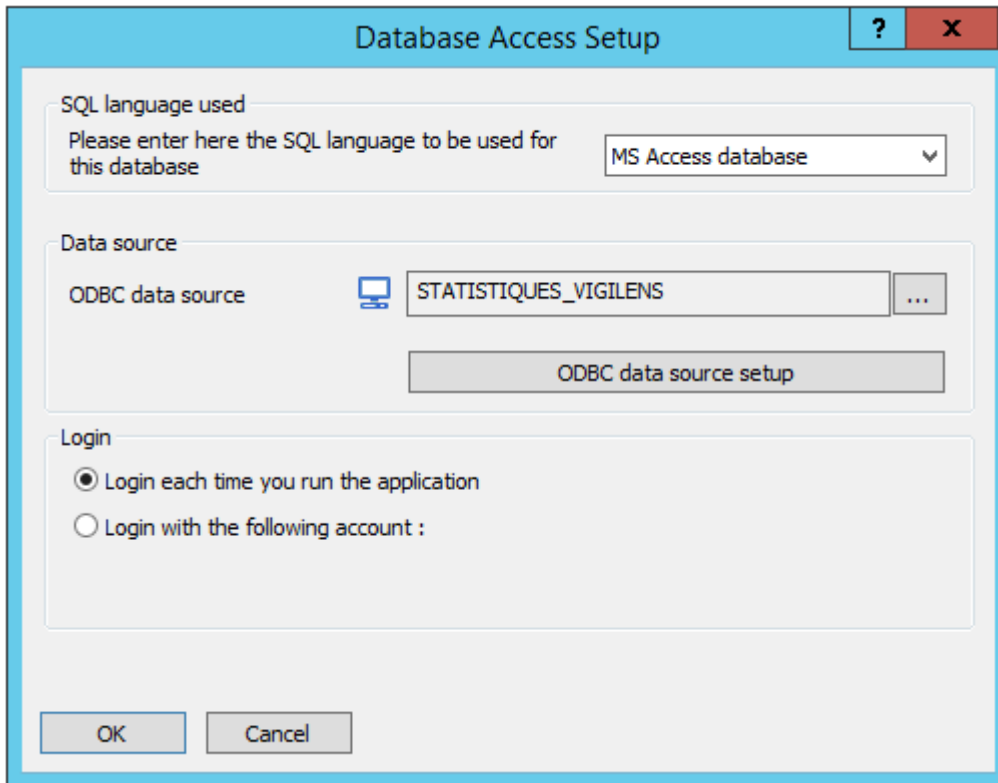 Database Access Setup
?
x
SQL language used
Please enter here the SQL language to be used for
this database
MS Access database
Data source
ODBC data source
STATISTIQUES_VIGILENS
...
ODBC data source setup
Login
Login each time you run the application
Login with the following account :
OK
Cancel